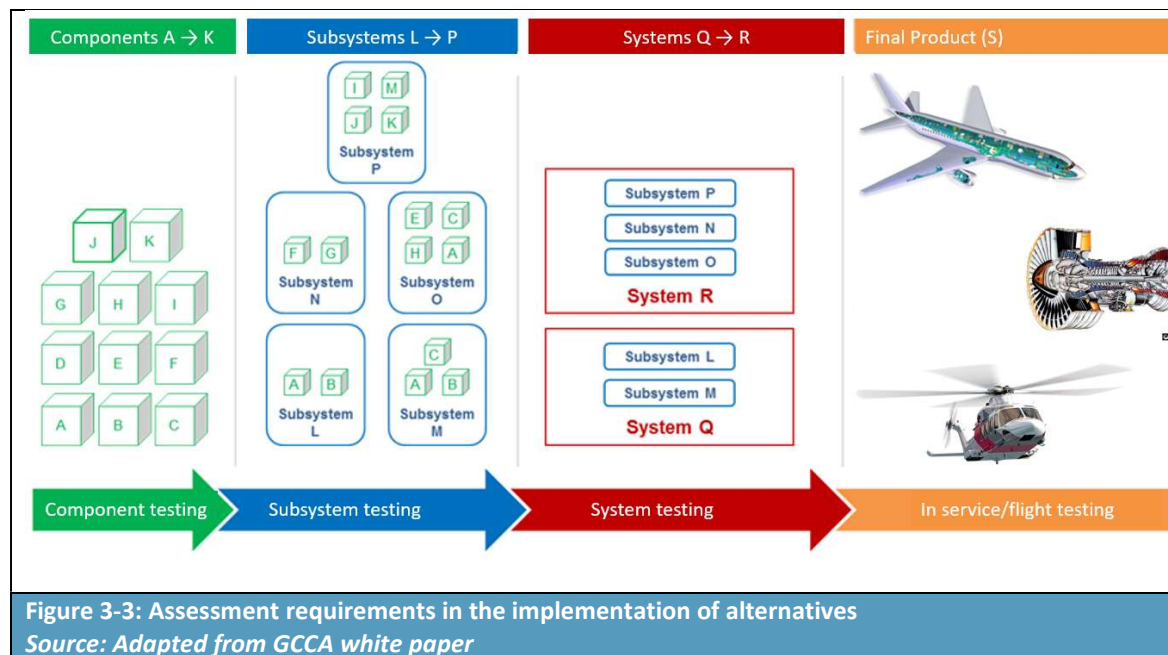 Components A → K
Subsystems L → P
Systems Q → R
Final Product (S)
J K
G H I
D E F
A B C
I M
J K
Subsystem
P
F G
Subsystem
N
E C
H A
Subsystem
O
A B
Subsystem
L
C
A B
Subsystem
M
Subsystem P
Subsystem N
Subsystem O
System R
Subsystem L
Subsystem M
System Q
Component testing
Subsystem testing
System testing
In service/flight testing
Figure 3-3: Assessment requirements in the implementation of alternatives
Source: Adapted from GCCA white paper